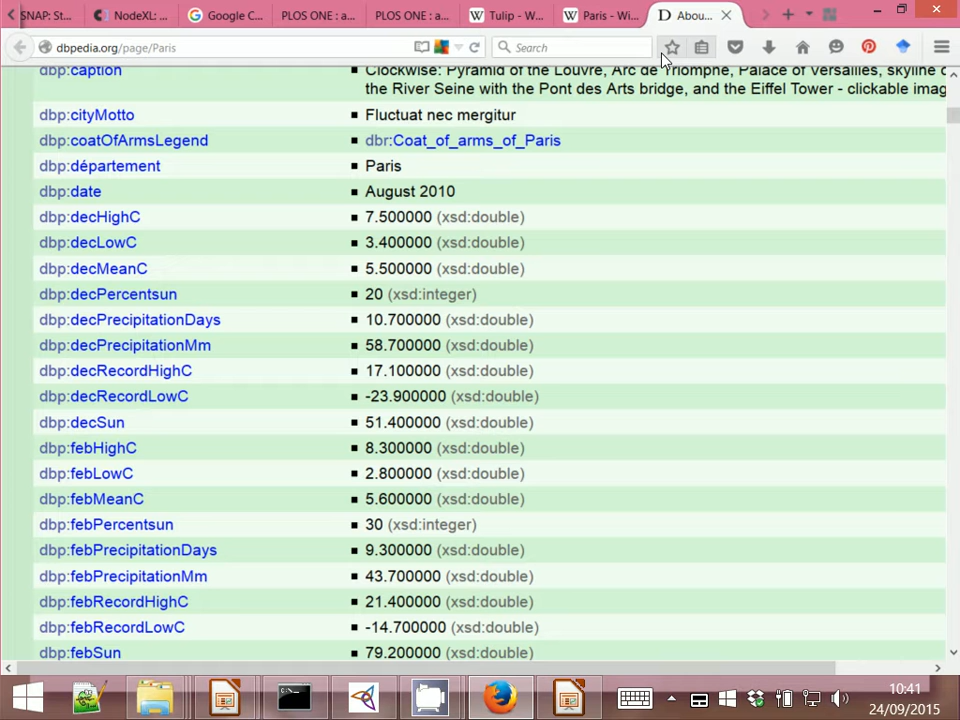 SNAP: St...
NodeXL: ...
Google C...
PLOS ONE : a...
PLOS ONE : a...
Tulip - W...
Paris - Wi...
Abou...
dbpedia.org/page/Paris
Search
dbp:caption
Clockwise: Pyramid of the Louvre, Arc de Triomphe, Palace of Versailles, skyline o
the River Seine with the Pont des Arts bridge, and the Eiffel Tower - clickable imag
dbp:cityMotto Fluctuat nec mergitur
dbp:coatOfArmsLegend dbr:Coat_of_arms_of_Paris
dbp:département Paris
dbp:date August 2010
dbp:decHighC 7.500000 (xsd:double)
dbp:decLowC 3.400000 (xsd:double)
dbp:decMeanC 5.500000 (xsd:double)
dbp:decPercentsun 20 (xsd:integer)
dbp:decPrecipitationDays 10.700000 (xsd:double)
dbp:decPrecipitationMm 58.700000 (xsd:double)
dbp:decRecordHighC 17.100000 (xsd:double)
dbp:decRecordLowC -23.900000 (xsd:double)
dbp:decSun 51.400000 (xsd:double)
dbp:febHighC 8.300000 (xsd:double)
dbp:febLowC 2.800000 (xsd:double)
dbp:febMeanC 5.600000 (xsd:double)
dbp:febPercentsun 30 (xsd:integer)
dbp:febPrecipitationDays 9.300000 (xsd:double)
dbp:febPrecipitationMm 43.700000 (xsd:double)
dbp:febRecordHighC 21.400000 (xsd:double)
dbp:febRecordLowC -14.700000 (xsd:double)
dbp:febSun 79.200000 (xsd:double)
10:41
24/09/2015